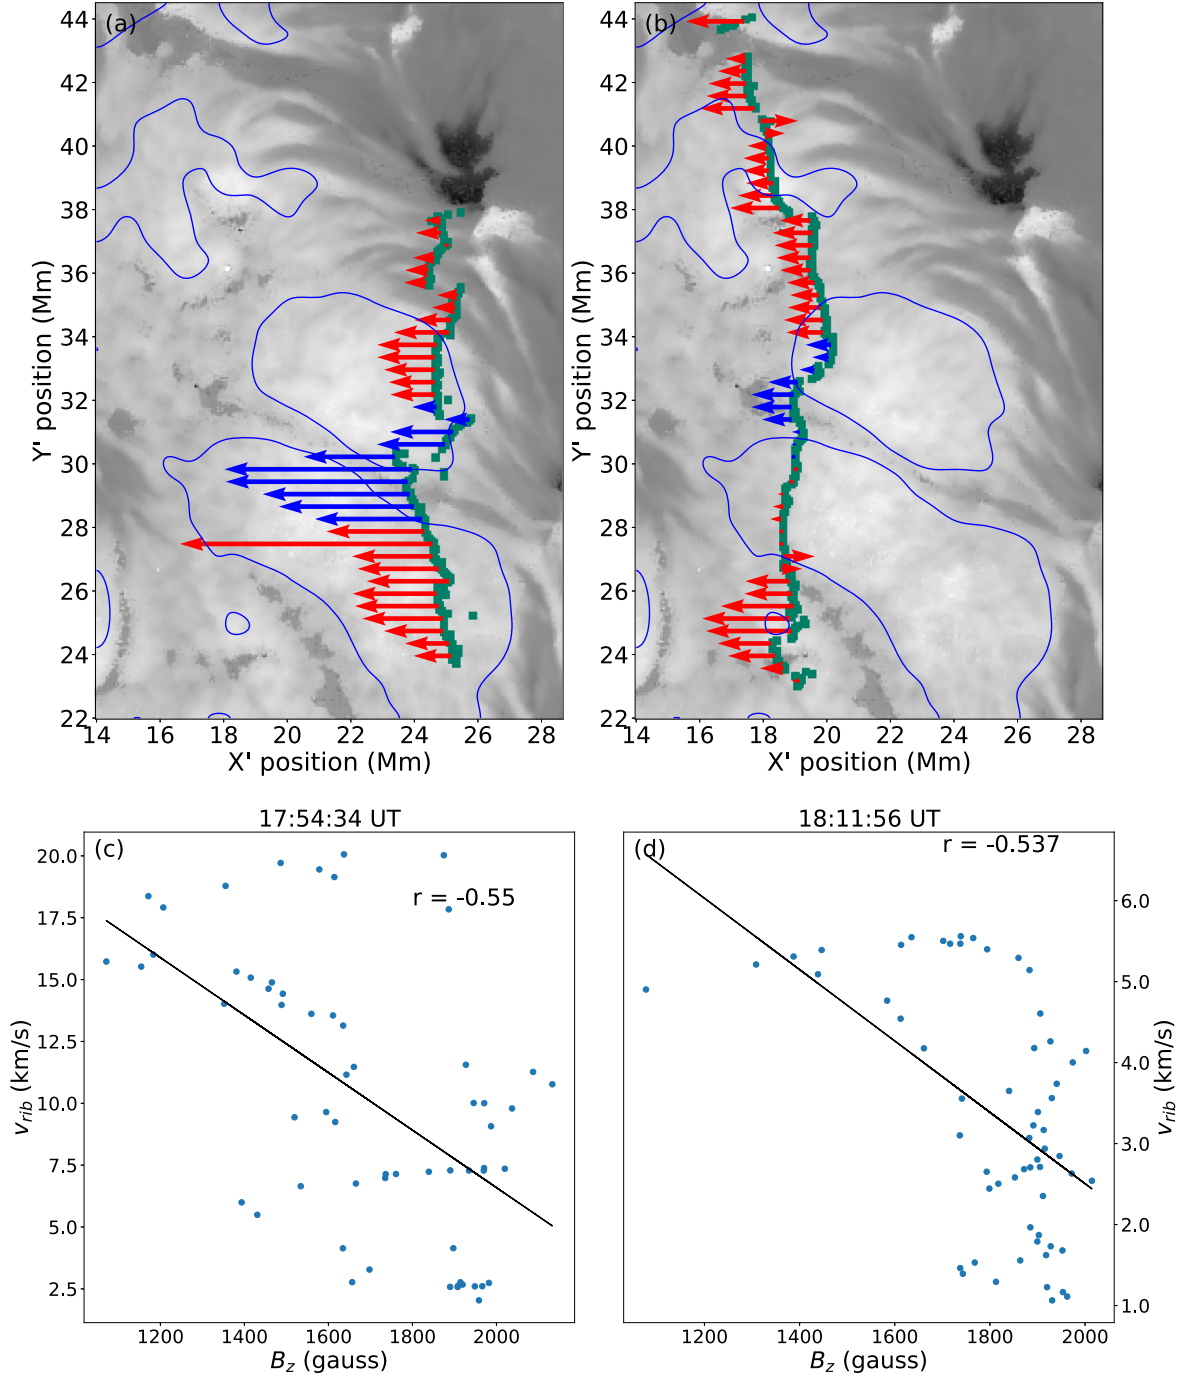 (a)
(b)
44
42
40
38
36
34
32
30
28
26
24
22
Y' position (Mm)
44
42
40
38
36
34
32
30
28
26
24
22
Y' position (Mm)
14 16 18 20 22 24 26 28
14 16 18 20 22 24 26 28
X' position (Mm)
X' position (Mm)
17:54:34 UT
18:11:56 UT
(c)
r = -0.55
20.0
17.5
15.0
12.5
10.0
7.5
5.0
2.5
v_rib (km/s)
1200 1400 1600 1800 2000
B_z (gauss)
(d)
r = -0.537
6.0
5.0
4.0
3.0
2.0
1.0
v_rib (km/s)
1200 1400 1600 1800 2000
B_z (gauss)